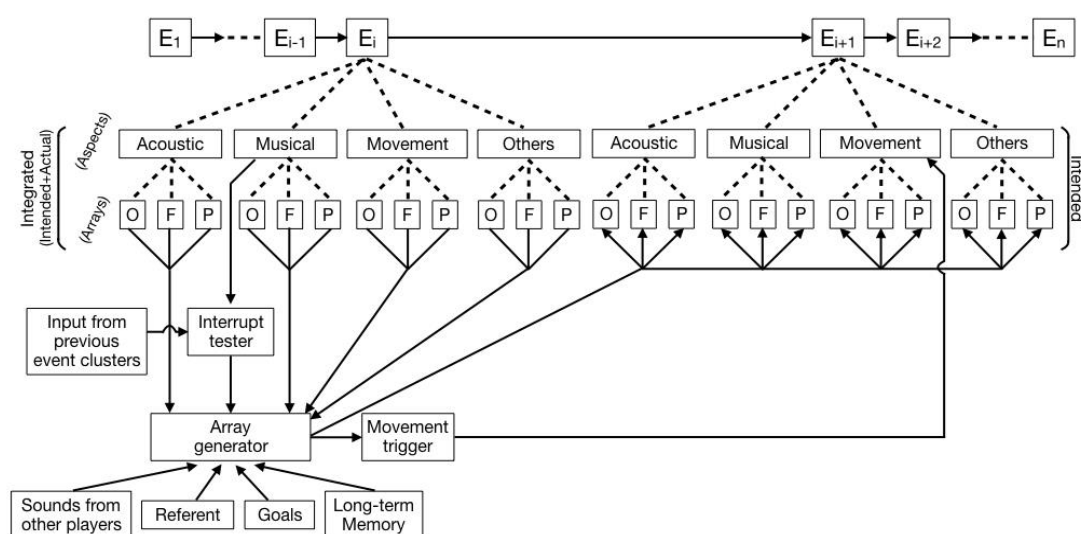 E1 Ei-1 Ei Ei+1 Ei+2 En
Integrated
(Intended+Actual)
(Aspects)
Acoustic Musical Movement Others Acoustic Musical Movement Others
Intended
(Arrays)
O F P O F P O F P O F P O F P O F P O F P O F P
Input from
previous
event clusters
Interrupt
tester
Array
generator
Movement
trigger
Sounds from
other players
Referent
Goals
Long-term
Memory